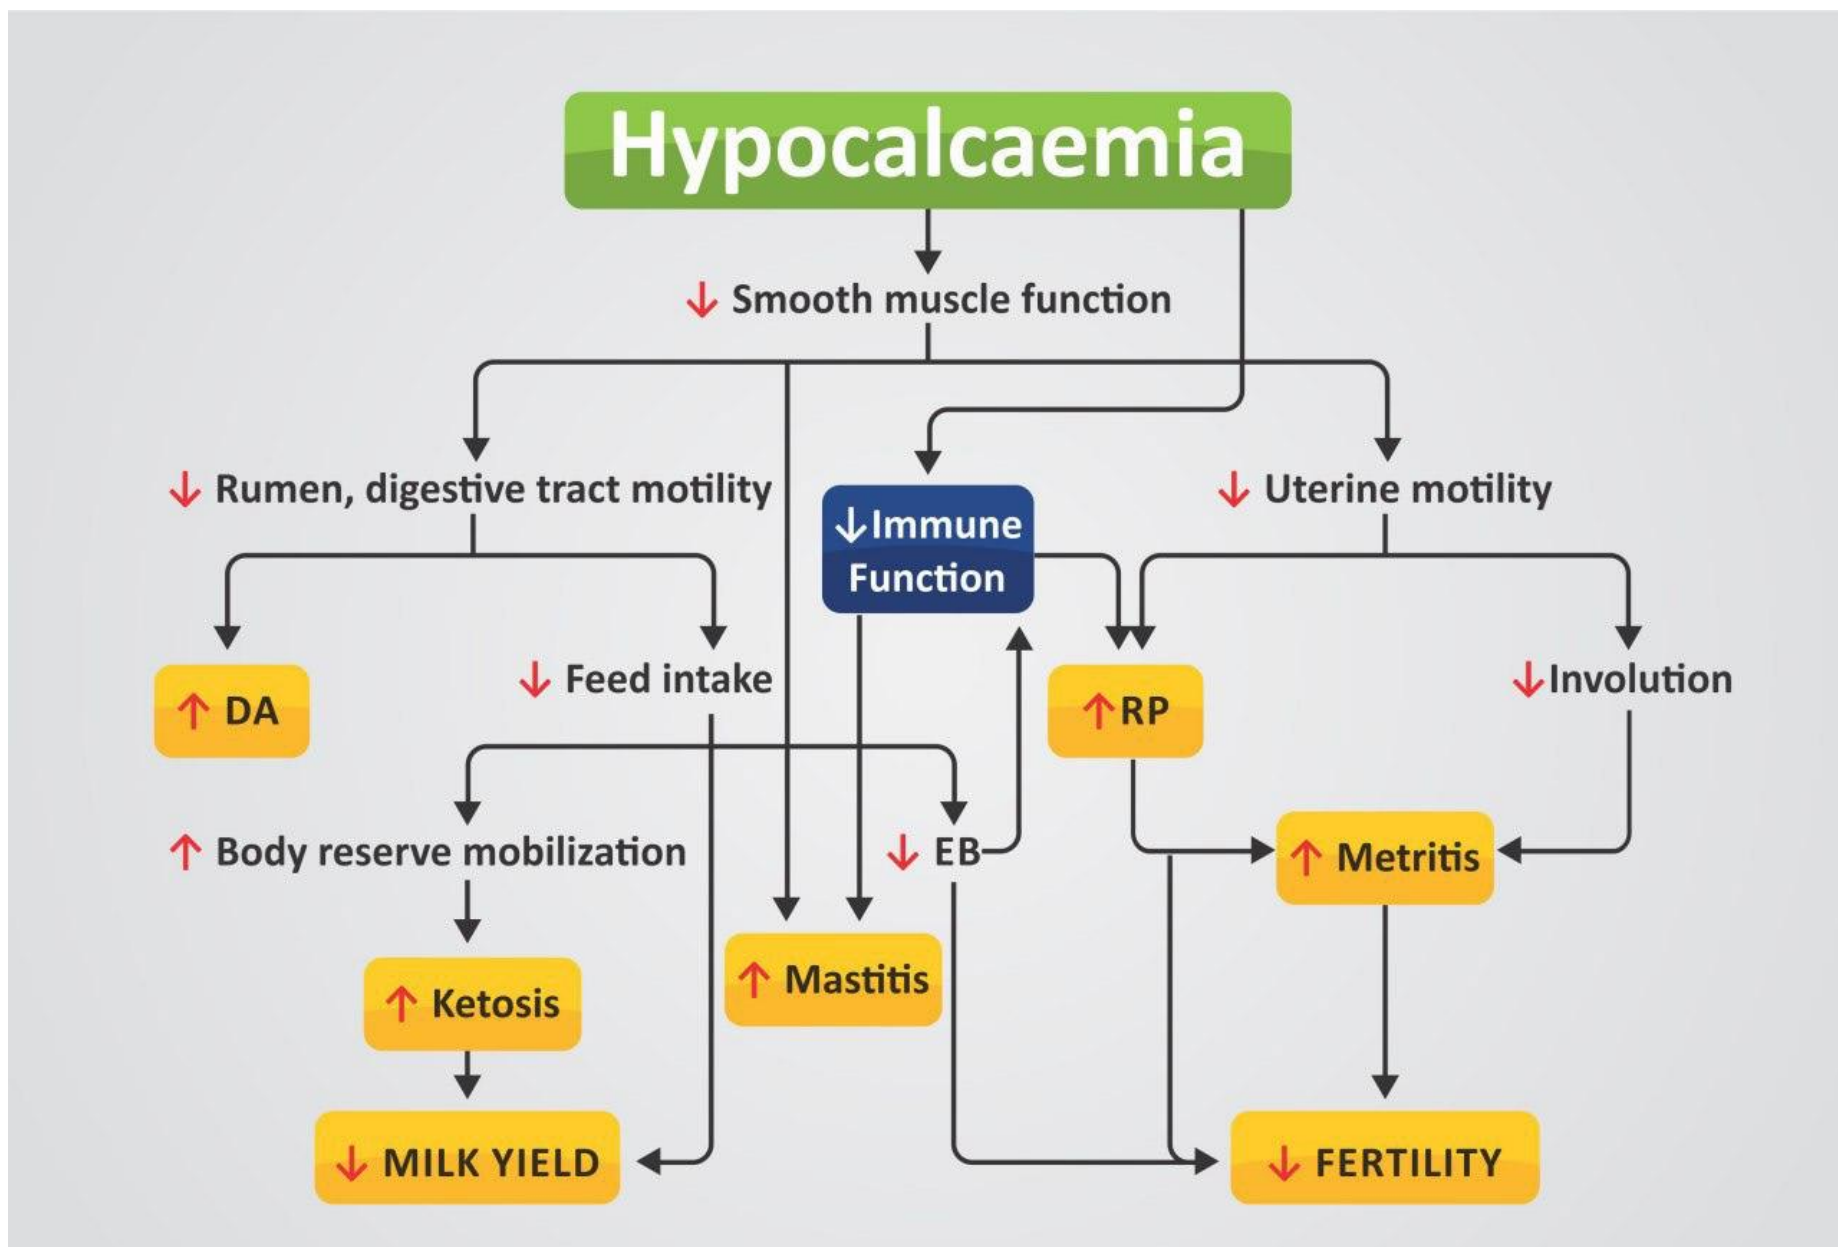 Hypocalcaemia
↓ Smooth muscle function
↓ Rumen, digestive tract motility
↓ Immune
Function
↓ Uterine motility
↑ DA
↓ Feed intake
↑ RP
↓ Involution
↑ Body reserve mobilization
↓ EB
↑ Metritis
↑ Ketosis
↑ Mastitis
↓ MILK YIELD
↓ FERTILITY